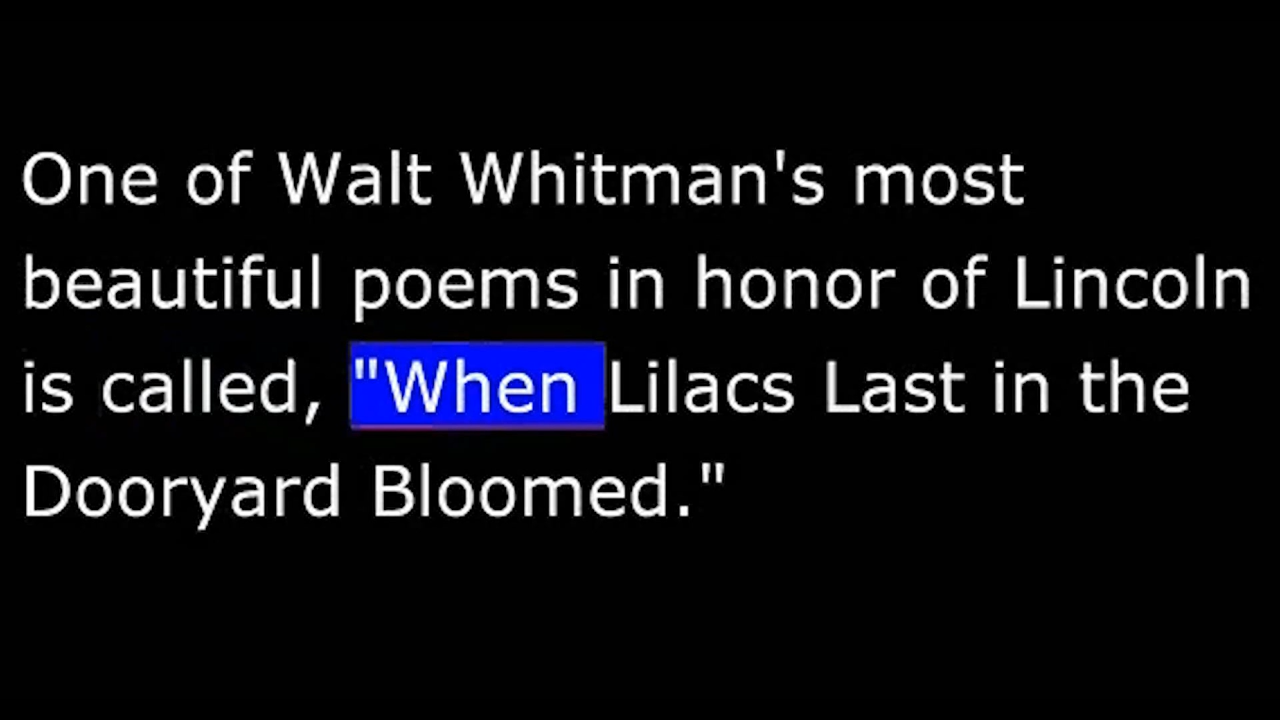 One of Walt Whitman's most
beautiful poems in honor of Lincoln
is called, "When Lilacs Last in the
Dooryard Bloomed."